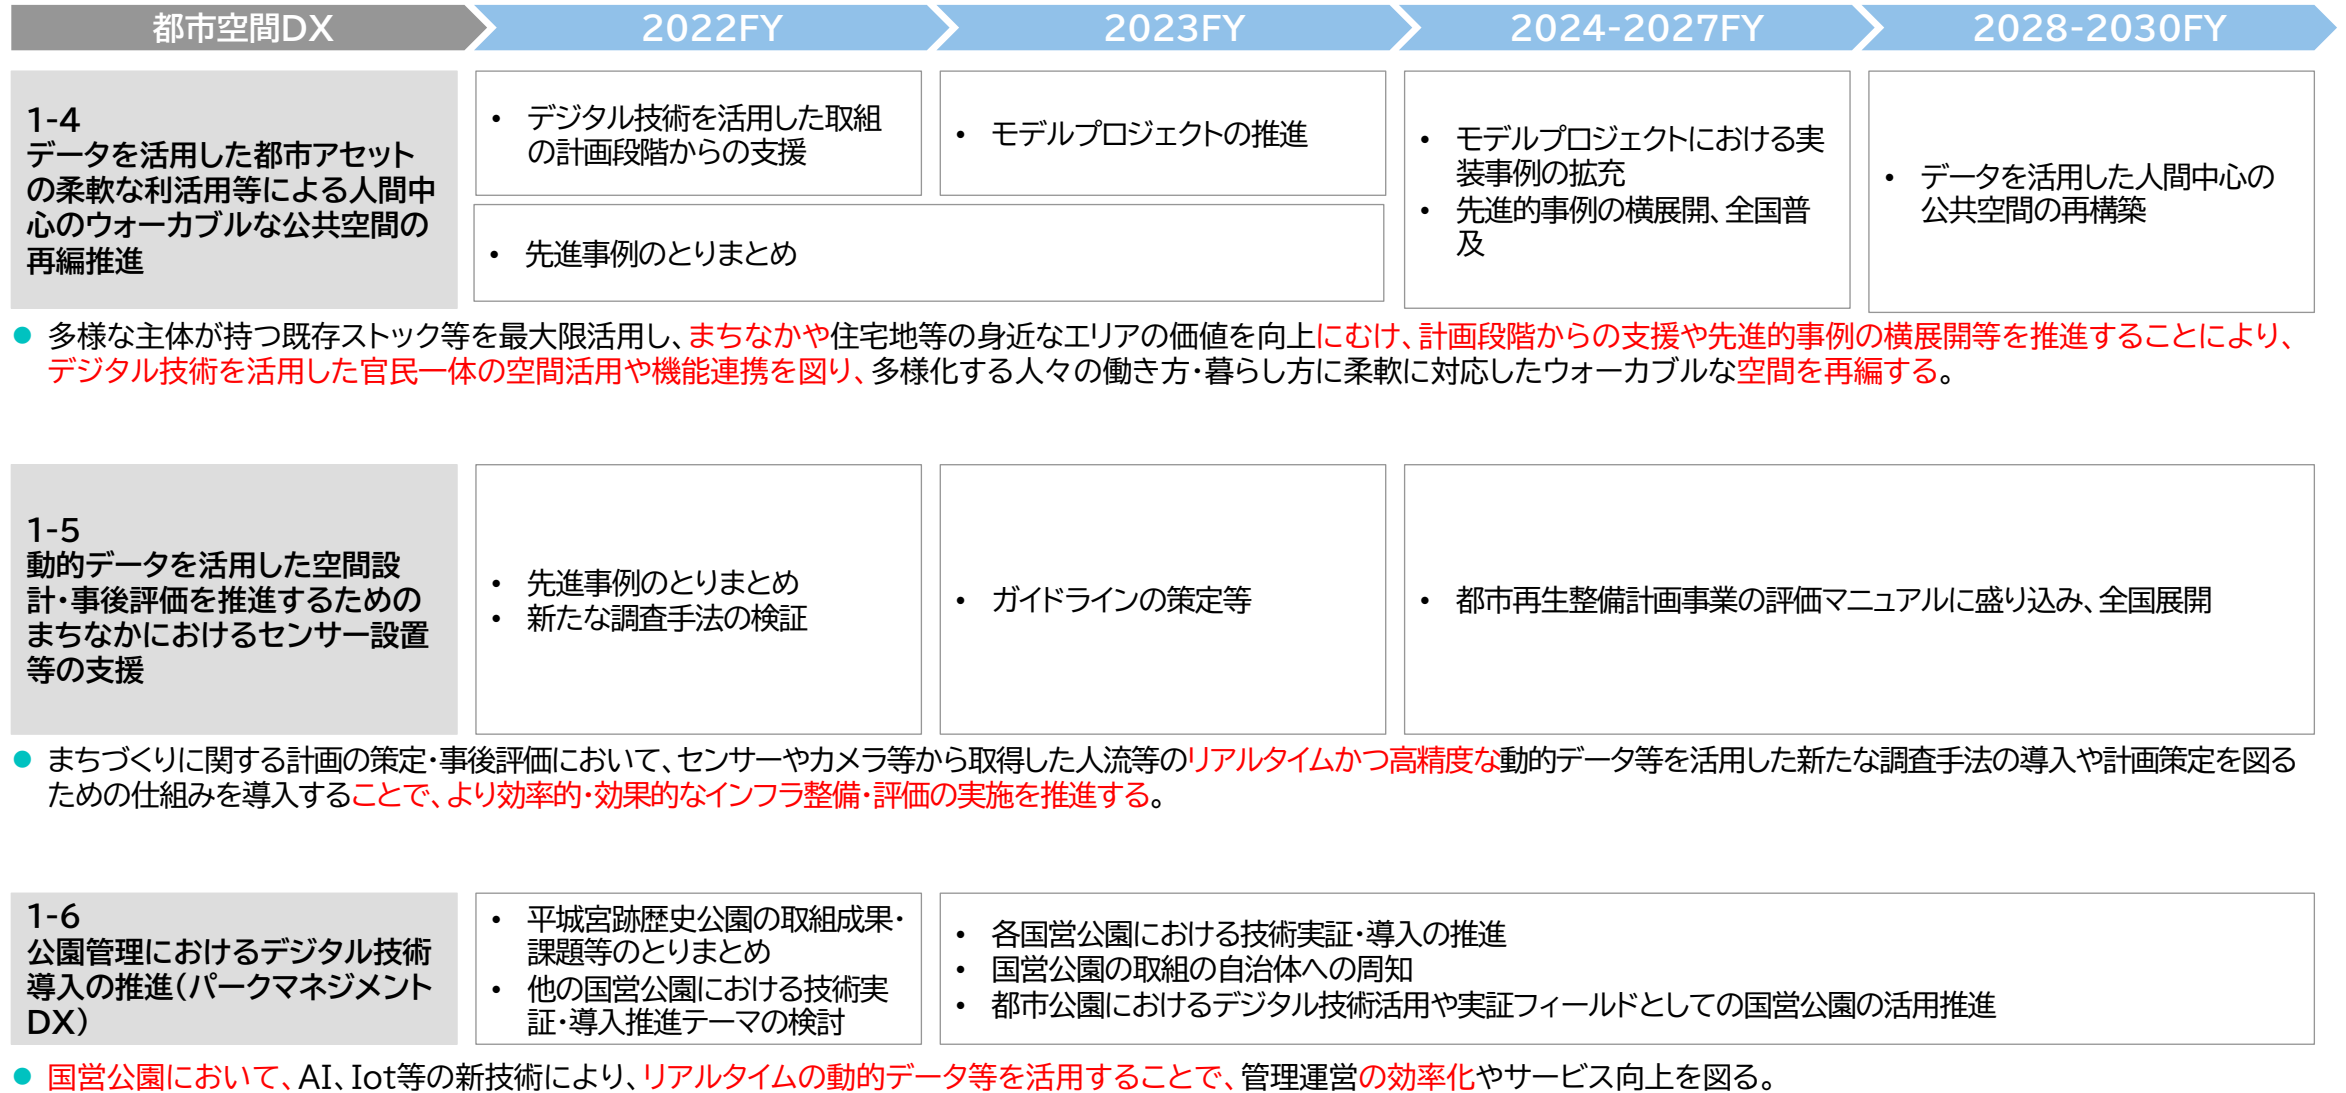 都市空間DX
2022FY
2023FY
2024-2027FY
2028-2030FY
1-4
データを活用した都市アセット
の柔軟な利活用等による人間中
心のウォーカブルな公共空間の
再編推進
• デジタル技術を活用した取組
の計画段階からの支援
• モデルプロジェクトの推進
• 先進事例のとりまとめ
• モデルプロジェクトにおける実
装事例の拡充
• 先進的事例の横展開、全国普
及
• データを活用した人間中心の
公共空間の再構築
● 多様な主体が持つ既存ストック等を最大限活用し、まちなかや住宅地等の身近なエリアの価値を向上にむけ、計画段階からの支援や先進的事例の横展開等を推進することにより、
デジタル技術を活用した官民一体の空間活用や機能連携を図り、多様化する人々の働き方・暮らし方に柔軟に対応したウォーカブルな空間を再編する。
1-5
動的データを活用した空間設
計・事後評価を推進するための
まちなかにおけるセンサー設置
等の支援
• 先進事例のとりまとめ
• 新たな調査手法の検証
• ガイドラインの策定等
• 都市再生整備計画事業の評価マニュアルに盛り込み、全国展開
● まちづくりに関する計画の策定・事後評価において、センサーやカメラ等から取得した人流等のリアルタイムかつ高精度な動的データ等を活用した新たな調査手法の導入や計画策定を図る
ための仕組みを導入することで、より効率的・効果的なインフラ整備・評価の実施を推進する。
1-6
公園管理におけるデジタル技術
導入の推進(パークマネジメント
DX)
• 平城宮跡歴史公園の取組成果・
課題等のとりまとめ
• 他の国営公園における技術実
証・導入推進テーマの検討
• 各国営公園における技術実証・導入の推進
• 国営公園の取組の自治体への周知
• 都市公園におけるデジタル技術活用や実証フィールドとしての国営公園の活用推進
● 国営公園において、AI、Iot等の新技術により、リアルタイムの動的データ等を活用することで、管理運営の効率化やサービス向上を図る。